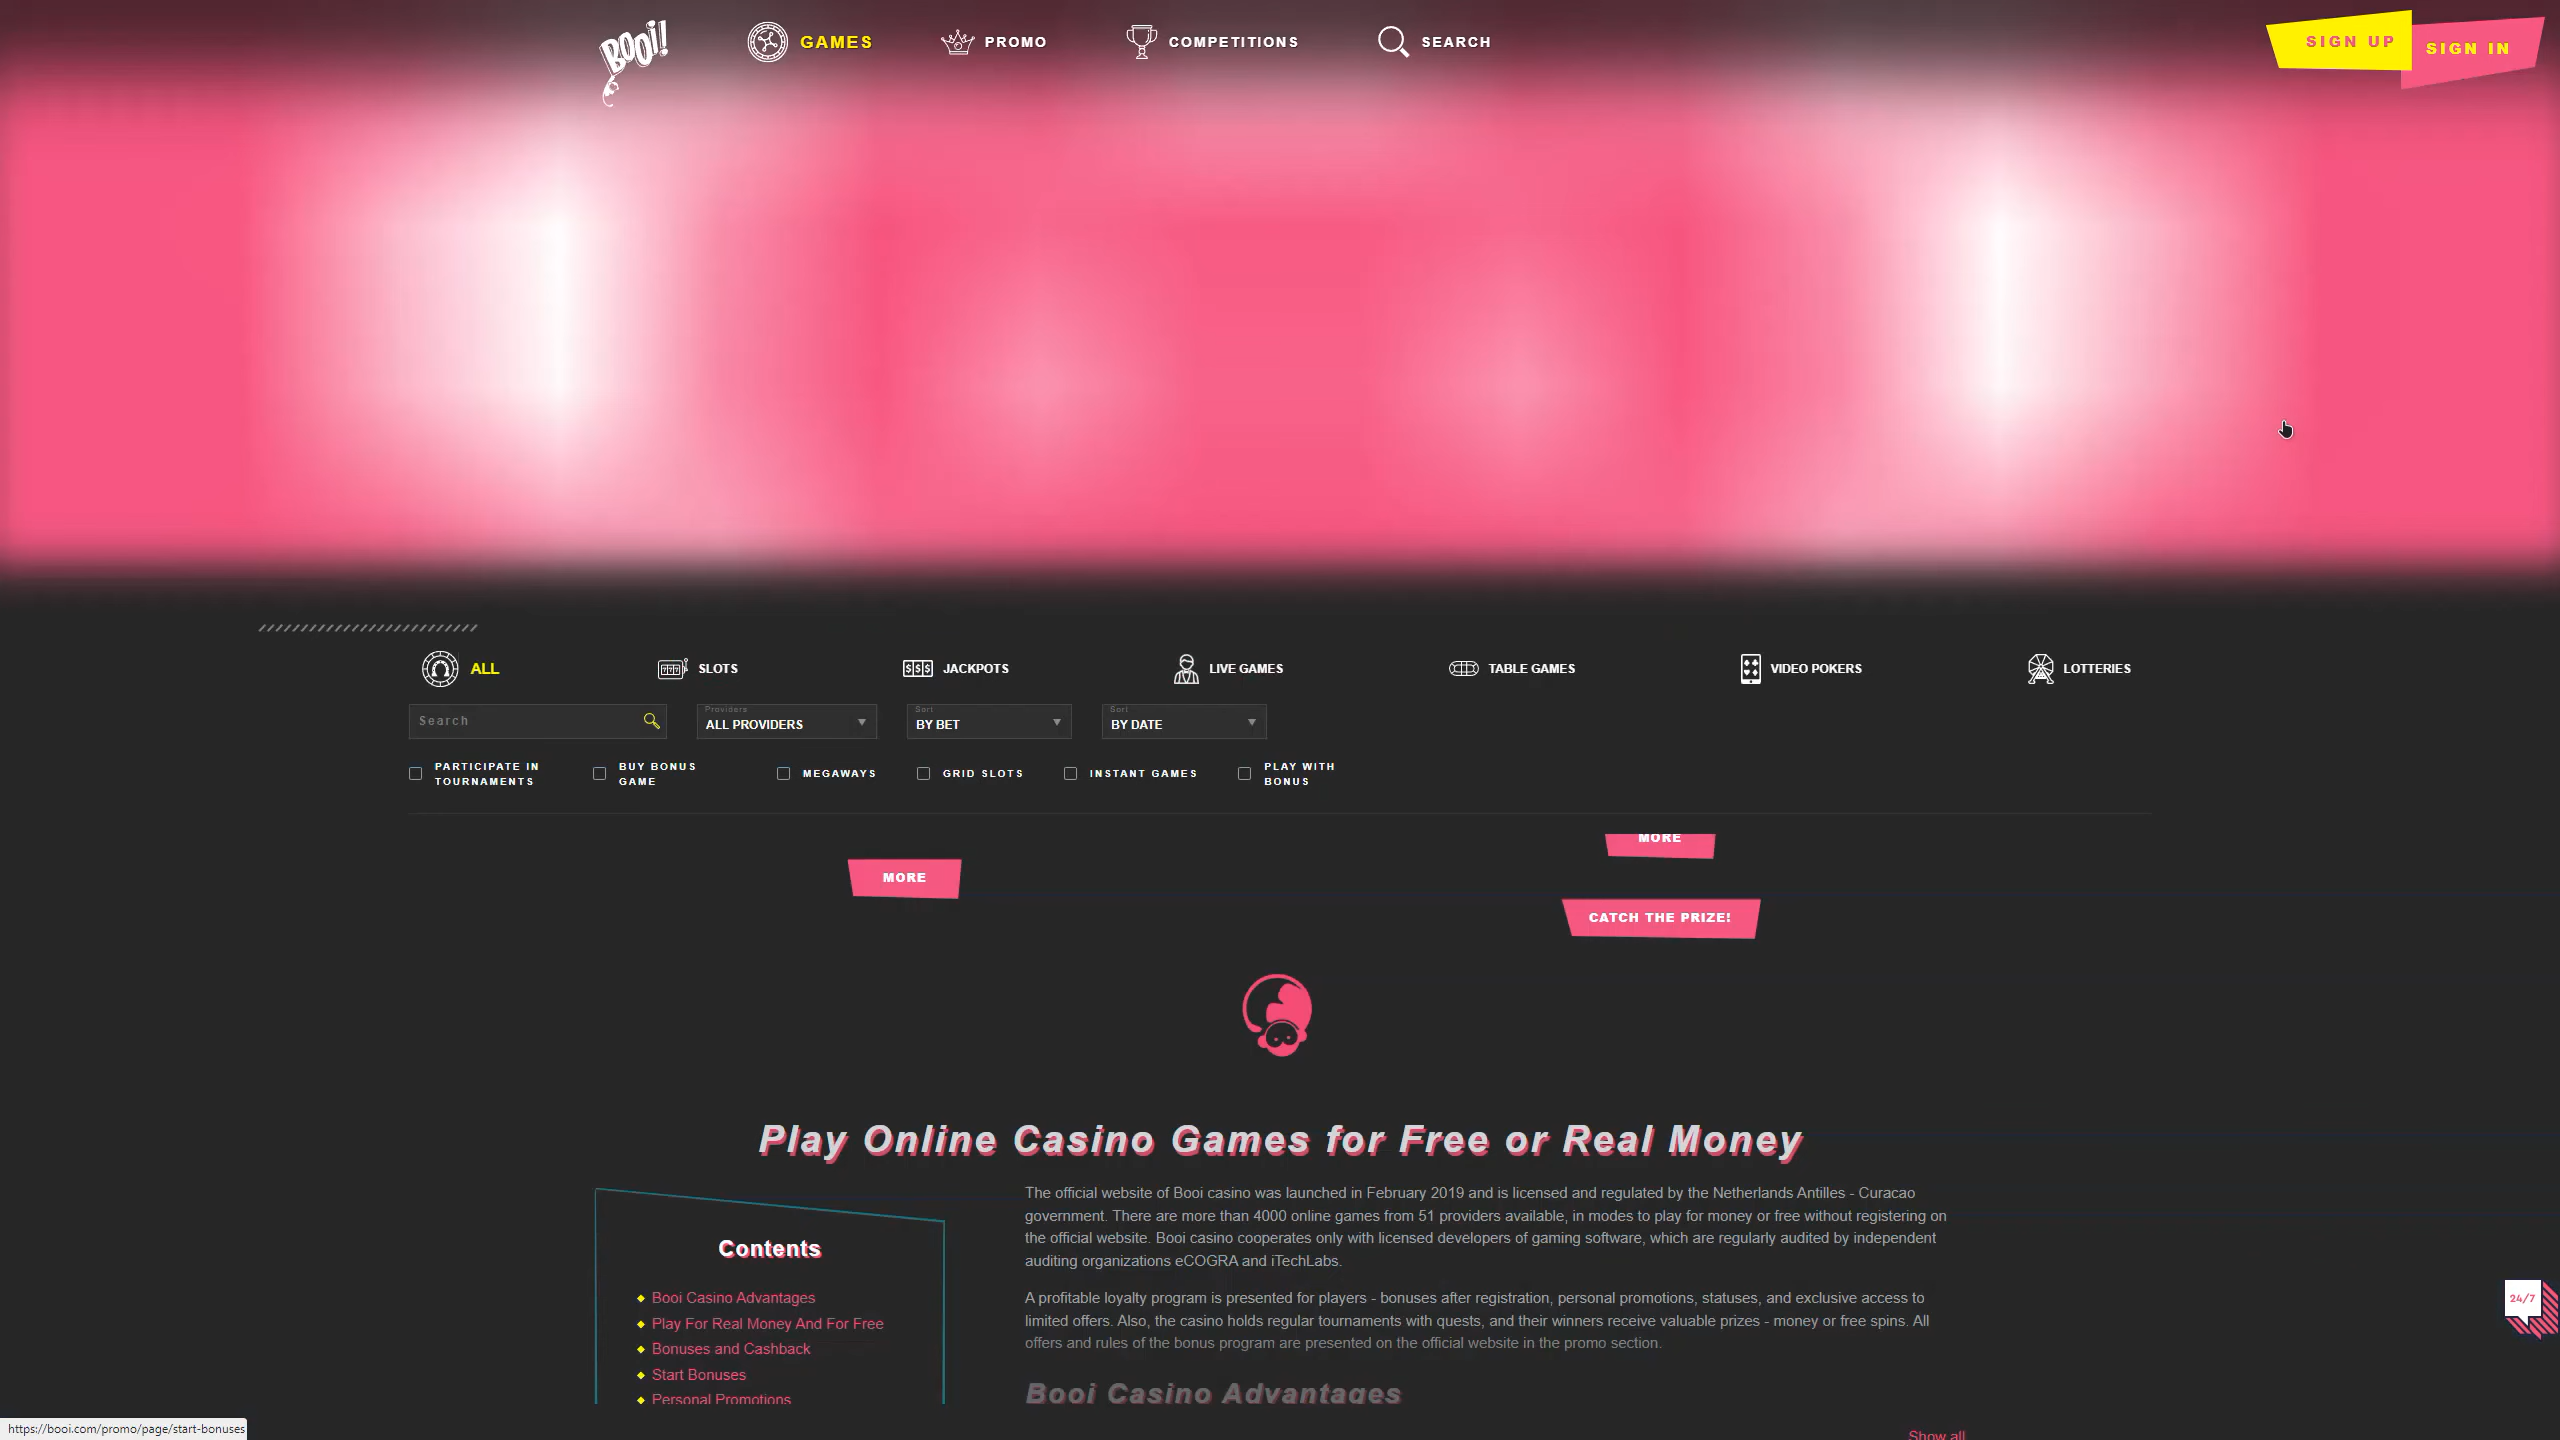 BOOi!
GAMES
PROMO
COMPETITIONS
SEARCH
SIGN UP
SIGN IN
ALL
SLOTS
$$$ JACKPOTS
LIVE GAMES
TABLE GAMES
VIDEO POKERS
LOTTERIES
Search
Providers
ALL PROVIDERS
Sort
BY BET
Sort
BY DATE
PARTICIPATE IN
TOURNAMENTS
BUY BONUS
GAME
MEGAWAYS
GRID SLOTS
INSTANT GAMES
PLAY WITH
BONUS
MORE
MORE
CATCH THE PRIZE!
Play Online Casino Games for Free or Real Money
Contents
Booi Casino Advantages
Play For Real Money And For Free
Bonuses and Cashback
Start Bonuses
Personal Promotions
The official website of Booi casino was launched in February 2019 and is licensed and regulated by the Netherlands Antilles - Curacao
government. There are more than 4000 online games from 51 providers available, in modes to play for money or free without registering on
the official website. Booi casino cooperates only with licensed developers of gaming software, which are regularly audited by independent
auditing organizations eCOGRA and iTechLabs.
A profitable loyalty program is presented for players - bonuses after registration, personal promotions, statuses, and exclusive access to
limited offers. Also, the casino holds regular tournaments with quests, and their winners receive valuable prizes - money or free spins. All
offers and rules of the bonus program are presented on the official website in the promo section.
Booi Casino Advantages
24/7
https://booi.com/promo/page/start-bonuses
Show all